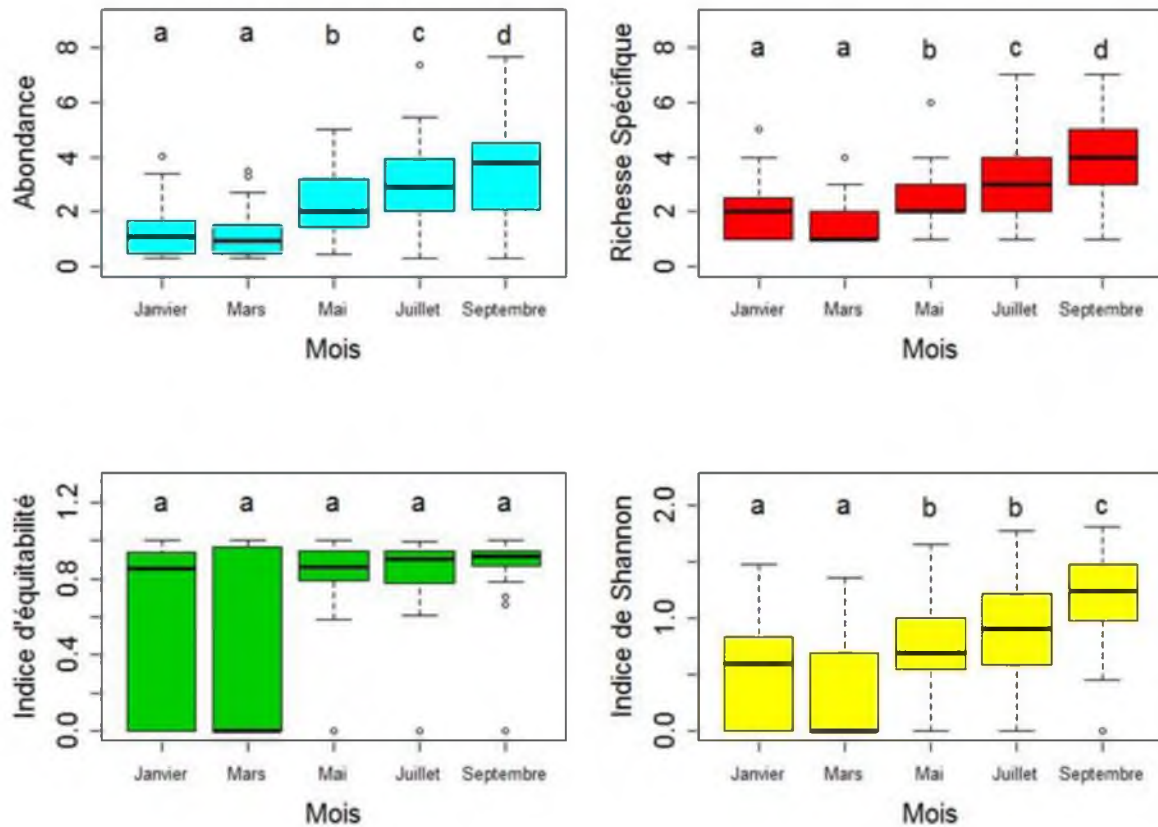 Abondance
8
6
4
2
0
a a b c d
Janvier Mars Mai Juillet Septembre
Mois
Richesse Spécifique
8
6
4
2
0
a a b c d
Janvier Mars Mai Juillet Septembre
Mois
Indice d'équitabilité
1.2
0.8
0.4
0.0
a a a a a
Janvier Mars Mai Juillet Septembre
Mois
Indice de Shannon
2.0
1.0
0.0
a a b b c
Janvier Mars Mai Juillet Septembre
Mois